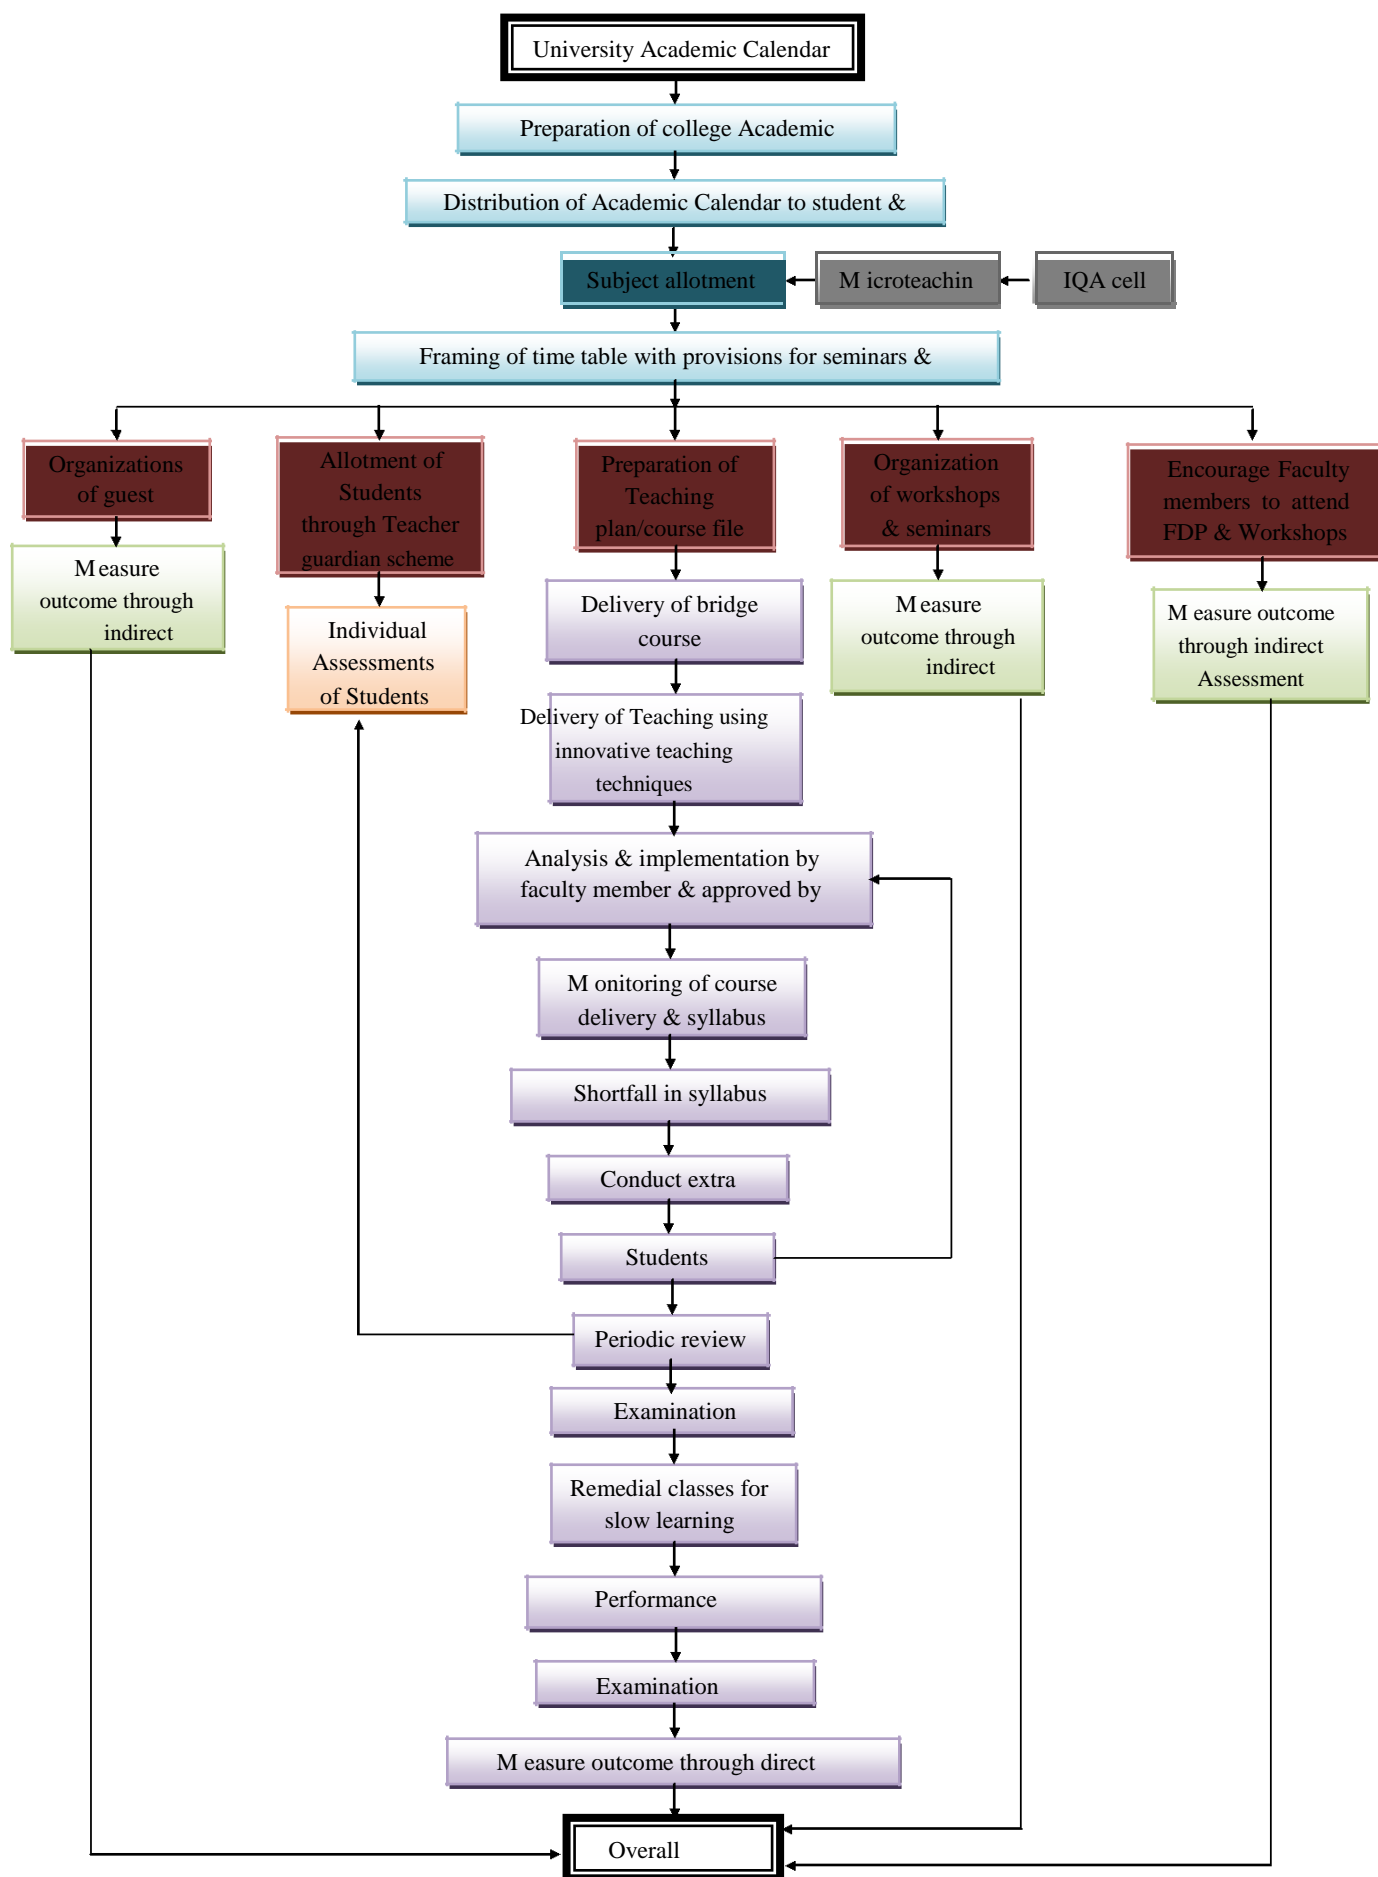 University Academic Calendar
Preparation of college Academic
Distribution of Academic Calendar to student &
Subject allotment
M icroteachin
IQA cell
Framing of time table with provisions for seminars &
Organizations
of guest
Allotment of
Students
through Teacher
guardian scheme
Preparation of
Teaching
plan/course file
Organization
of workshops
& seminars
Encourage Faculty
members to attend
FDP & Workshops
M easure
outcome through
indirect
Individual
Assessments
of Students
Delivery of bridge
course
M easure
outcome through
indirect
M easure outcome
through indirect
Assessment
Delivery of Teaching using
innovative teaching
techniques
Analysis & implementation by
faculty member & approved by
M onitoring of course
delivery & syllabus
Shortfall in syllabus
Conduct extra
Students
Periodic review
Examination
Remedial classes for
slow learning
Performance
Examination
M easure outcome through direct
Overall